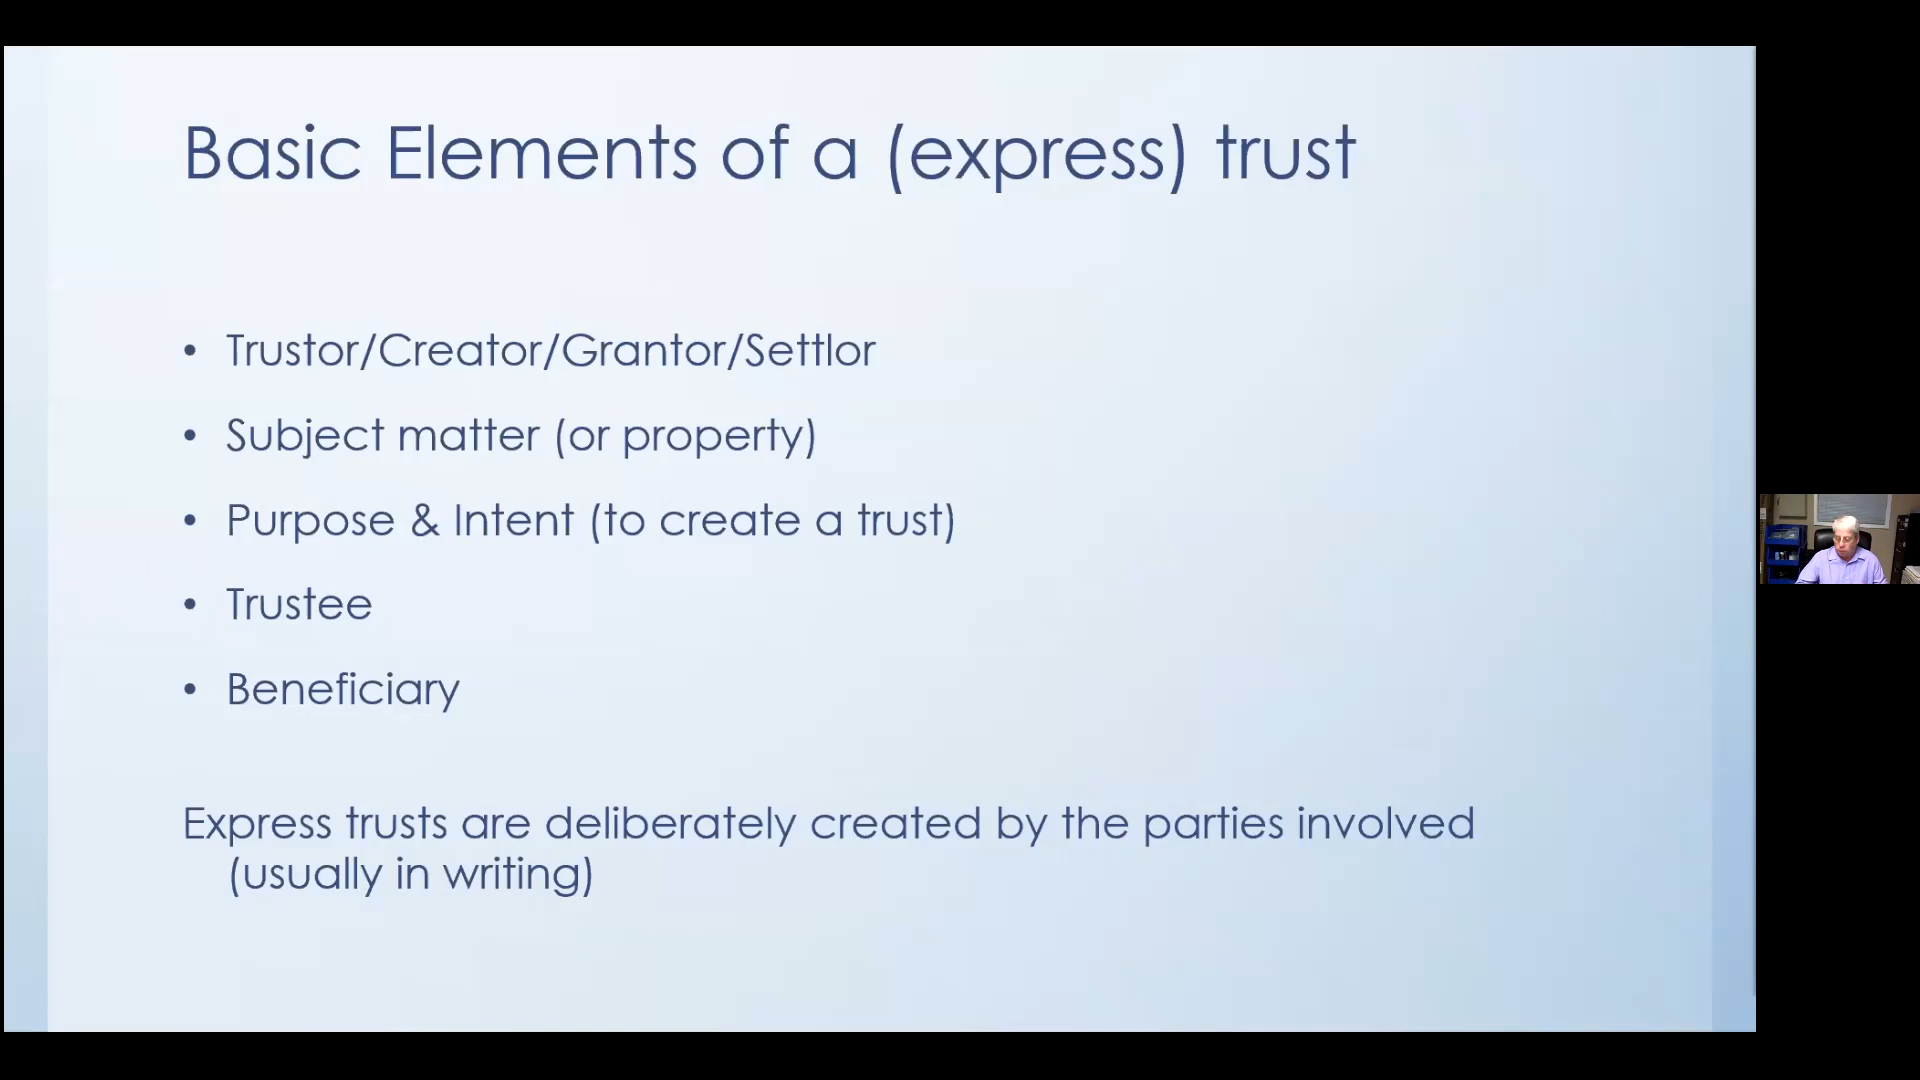 Basic Elements of a (express) trust
• Trustor/Creator/Grantor/Settlor
• Subject matter (or property)
• Purpose & Intent (to create a trust)
• Trustee
• Beneficiary
Express trusts are deliberately created by the parties involved
(usually in writing)